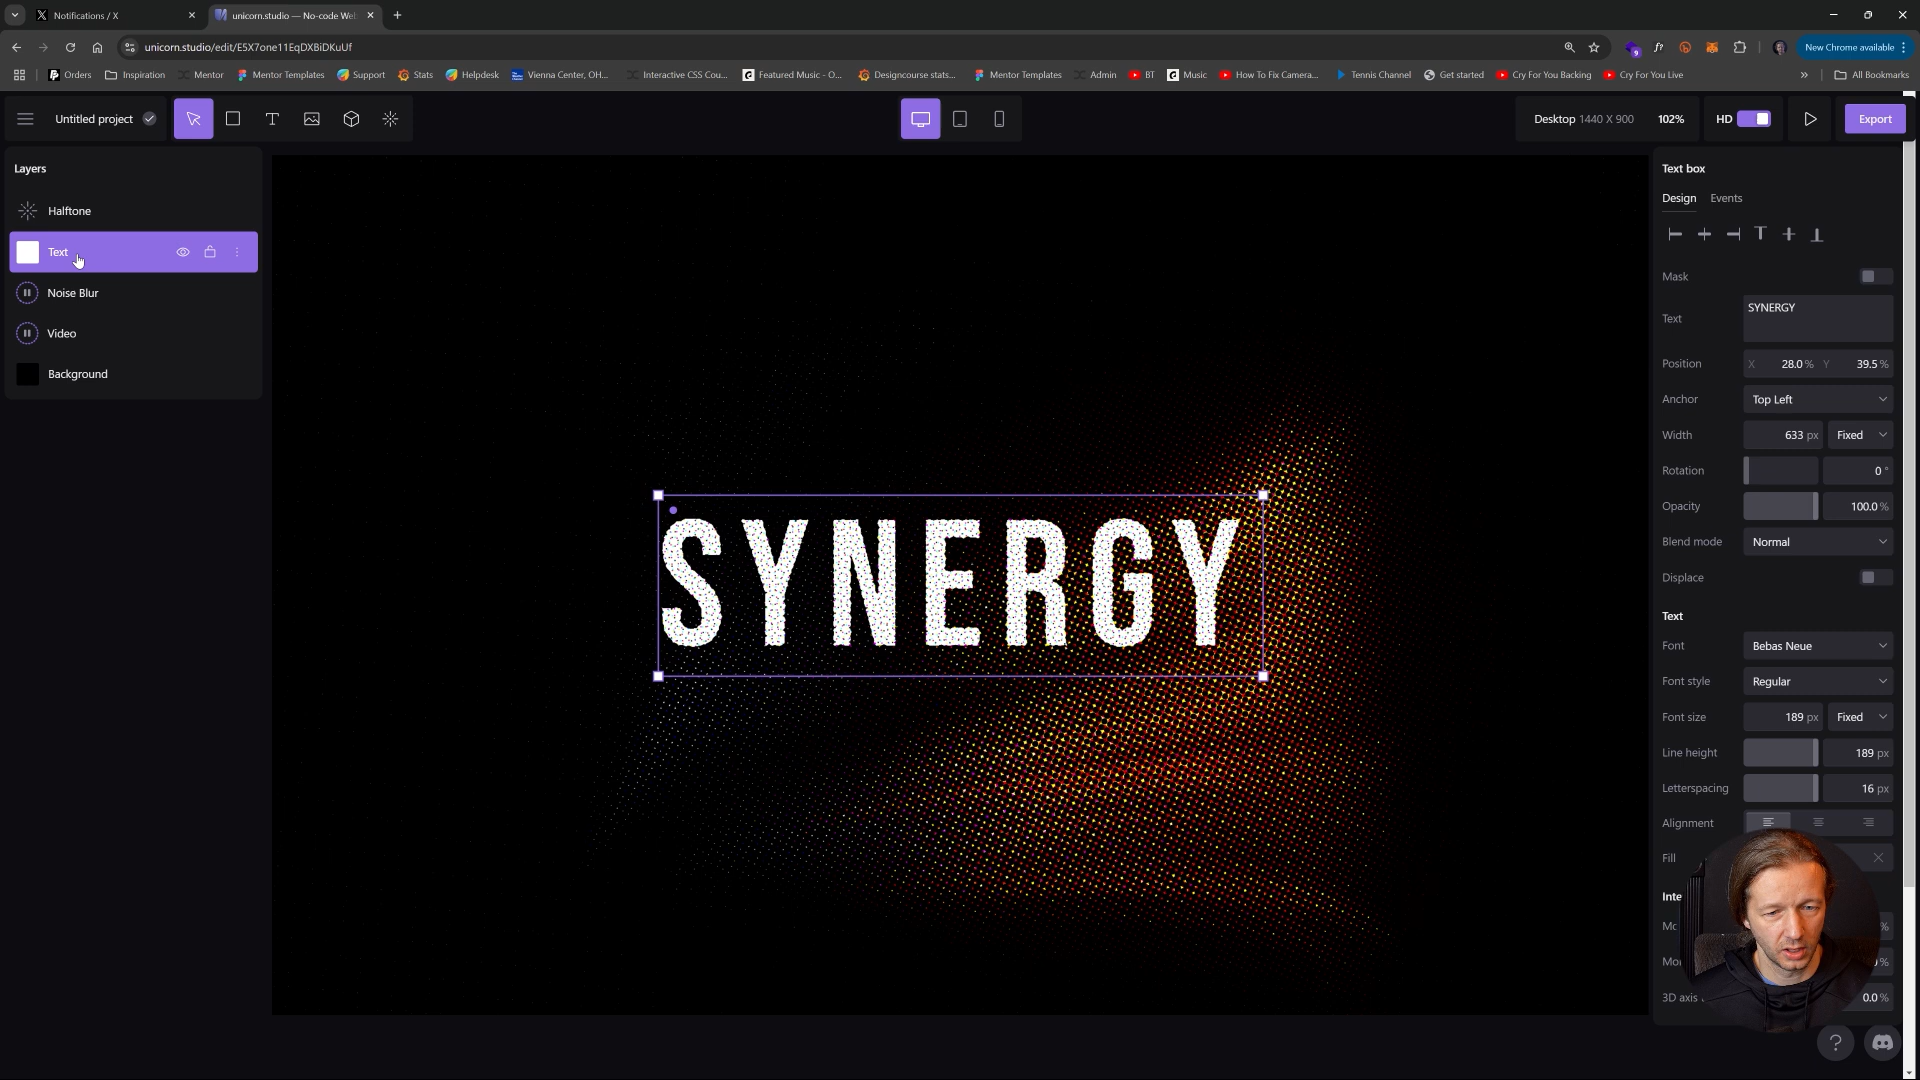 Notifications / X
unicorn.studio — No-code We
unicorn.studio/edit/E5X7one11EqDXBiDKuUf
New Chrome available
Orders
Inspiration
Mentor
Mentor Templates
Support
Stats
Helpdesk
Vienna Center, OH...
Interactive CSS Cou...
Featured Music - O...
Designcourse stats...
Mentor Templates
Admin
BT
Music
How To Fix Camera...
Tennis Channel
Get started
Cry For You Backing
Cry For You Live
All Bookmarks
Untitled project
Desktop 1440 X 900
102%
HD
Export
Layers
Halftone
Text
Noise Blur
Video
Background
SYNERGY
Text box
Design
Events
Mask
Text
SYNERGY
Position X 28.0 % Y 39.5 %
Anchor Top Left
Width 633 px Fixed
Rotation 0 °
Opacity 100.0 %
Blend mode Normal
Displace
Text
Font Bebas Neue
Font style Regular
Font size 189 px Fixed
Line height 189 px
Letterspacing 16 px
Alignment
Fill
3D axis 0.0 %